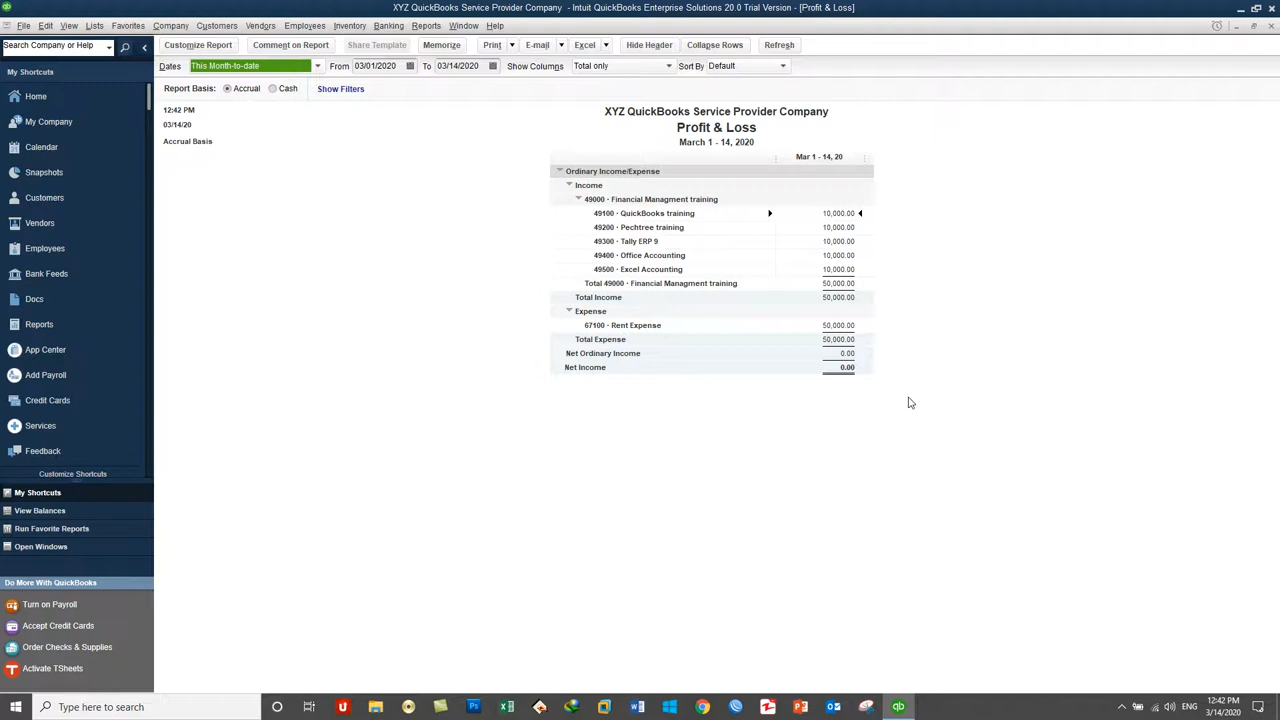 XYZ QuickBooks Service Provider Company - Intuit QuickBooks Enterprise Solutions 20.0 Trial Version - [Profit & Loss]
File Edit View Lists Favorites Company Customers Vendors Employees Inventory Banking Reports Window Help
Search Company or Help
Customize Report Comment on Report Share Template Memorize Print E-mail Excel Hide Header Collapse Rows Refresh
Dates This Month-to-date From 03/01/2020 To 03/14/2020 Show Columns Total only Sort By Default
Report Basis: Accrual Cash Show Filters
12:42 PM
03/14/20
Accrual Basis
XYZ QuickBooks Service Provider Company
Profit & Loss
March 1 - 14, 2020
Mar 1 - 14, 20
Ordinary Income/Expense
Income
49000 · Financial Managment training
49100 · QuickBooks training 10,000.00
49200 · Pechtree training 10,000.00
49300 · Tally ERP 9 10,000.00
49400 · Office Accounting 10,000.00
49500 · Excel Accounting 10,000.00
Total 49000 · Financial Managment training 50,000.00
Total Income 50,000.00
Expense
67100 · Rent Expense 50,000.00
Total Expense 50,000.00
Net Ordinary Income 0.00
Net Income 0.00
My Shortcuts
Home
My Company
Calendar
Snapshots
Customers
Vendors
Employees
Bank Feeds
Docs
Reports
App Center
Add Payroll
Credit Cards
Services
Feedback
Customize Shortcuts
My Shortcuts
View Balances
Run Favorite Reports
Open Windows
Do More With QuickBooks
Turn on Payroll
Accept Credit Cards
Order Checks & Supplies
Activate TSheets
Type here to search
12:42 PM
3/14/2020